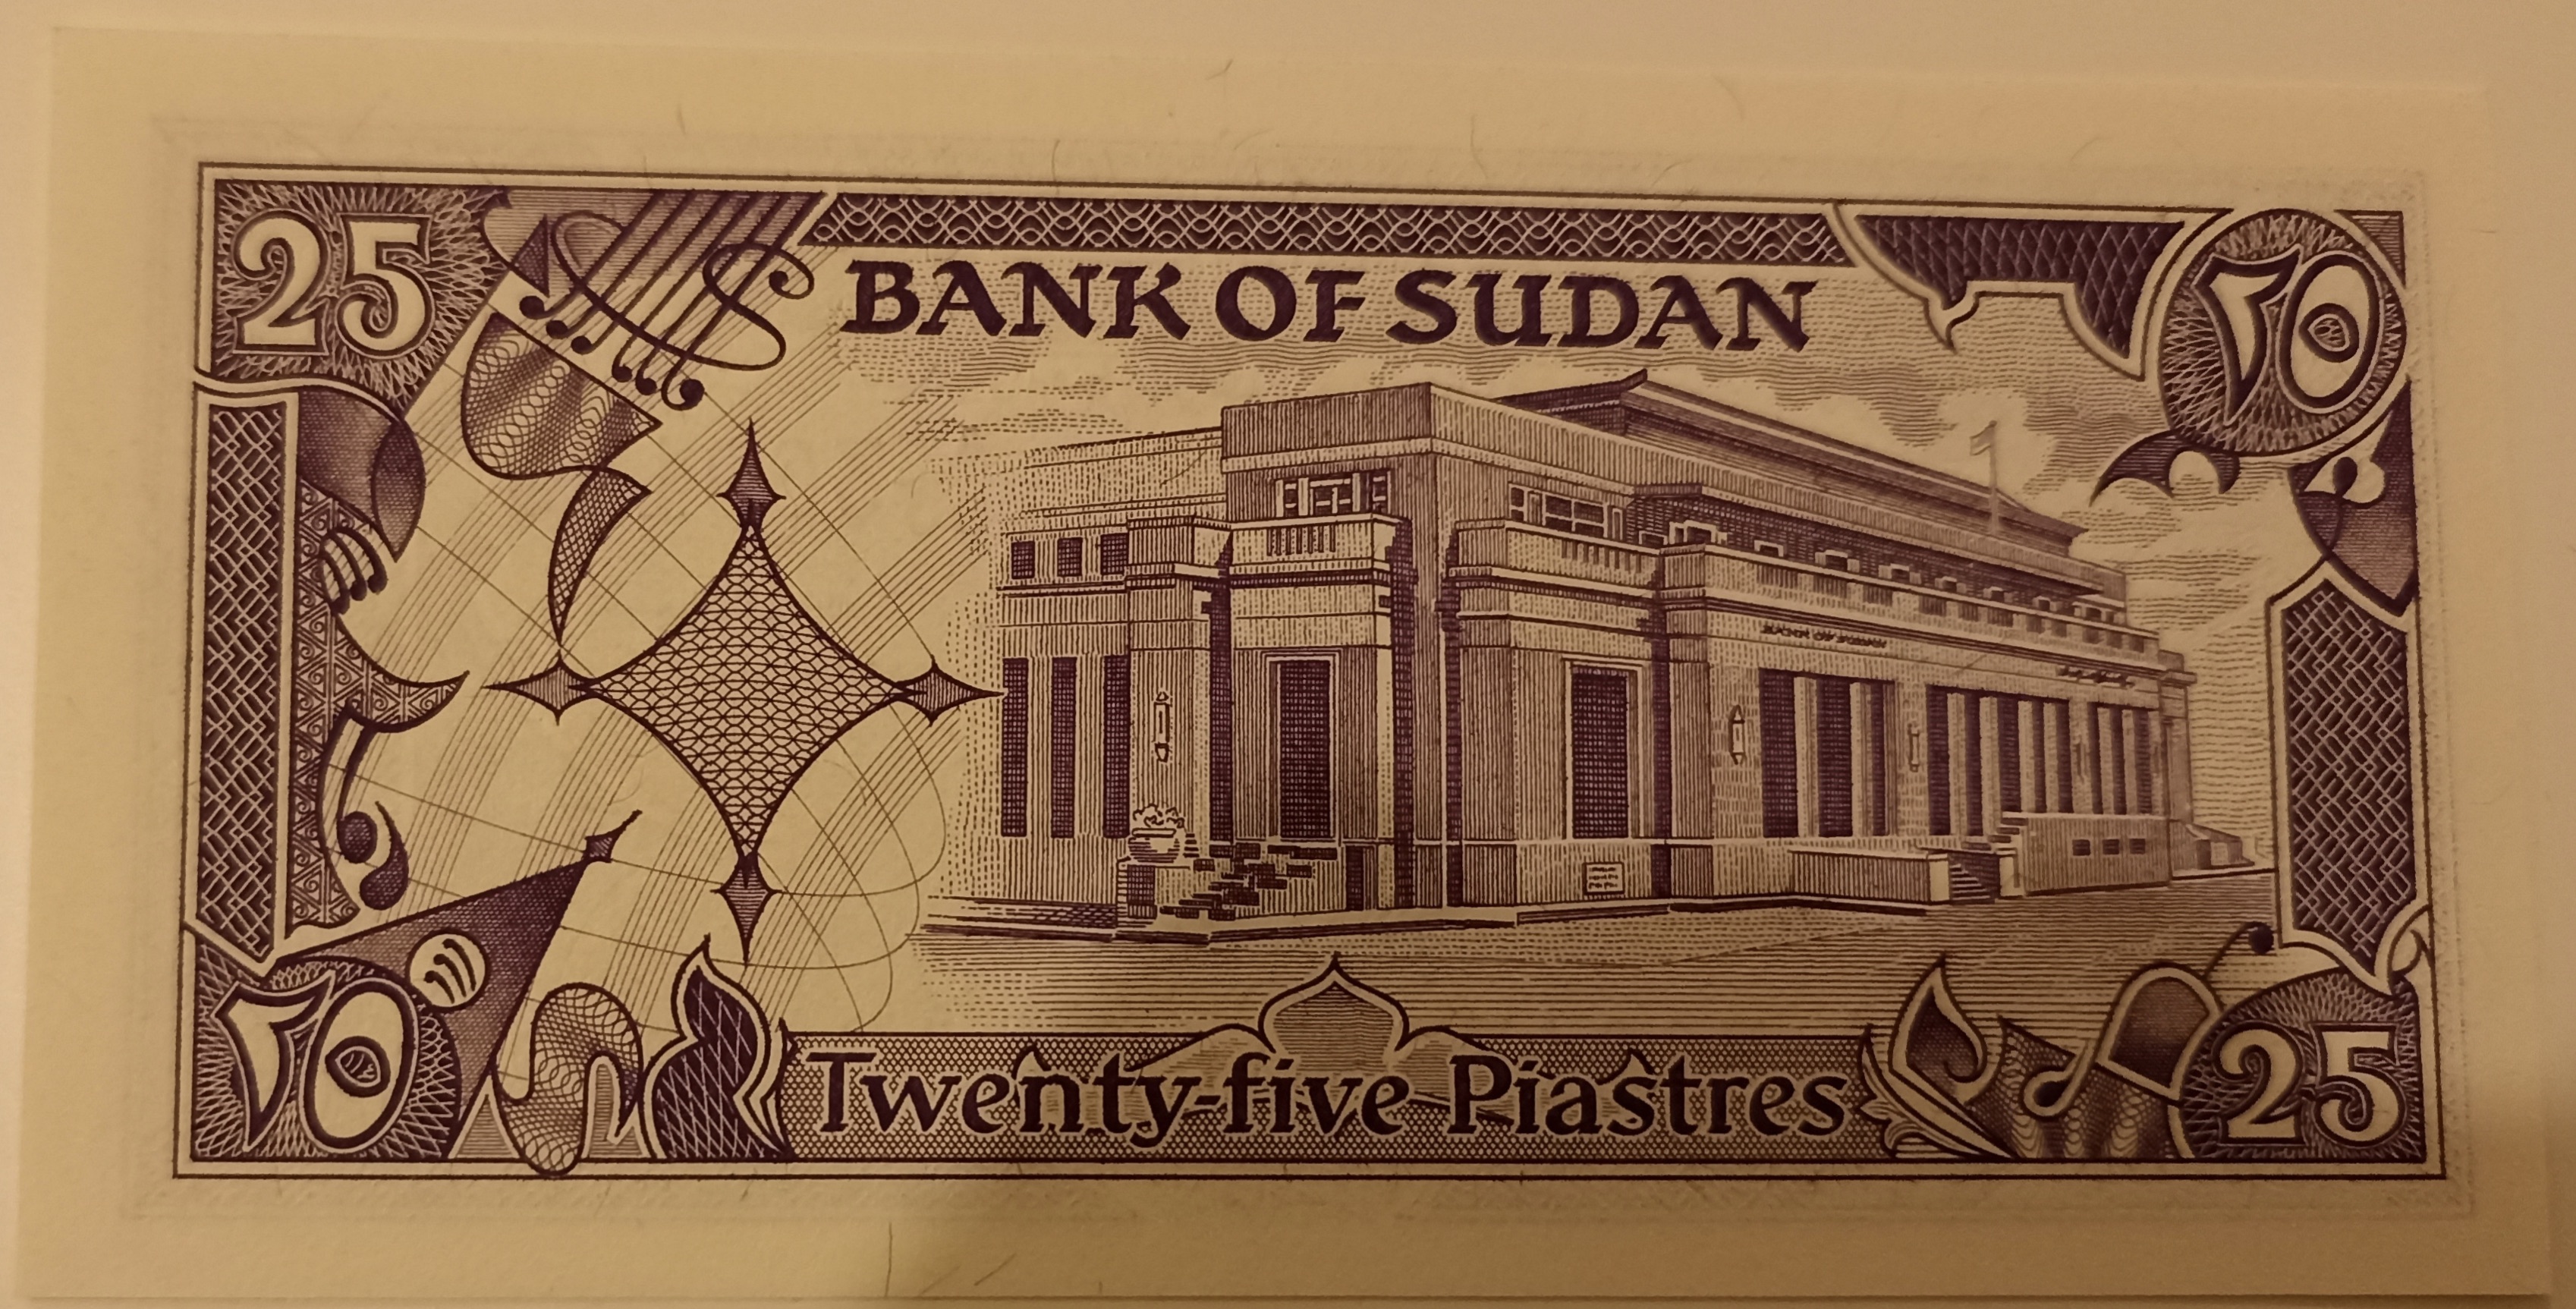 25
BANK OF SUDAN
٢٥
BANK OF SUDAN
٢٥
Twenty-five Piastres
25